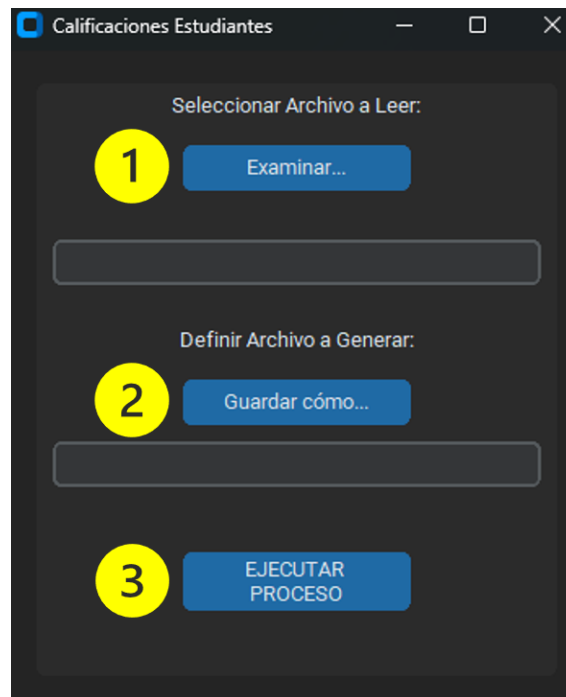 Calificaciones Estudiantes
Seleccionar Archivo a Leer:
1
Examinar...
Definir Archivo a Generar:
2
Guardar cómo...
3
EJECUTAR
PROCESO